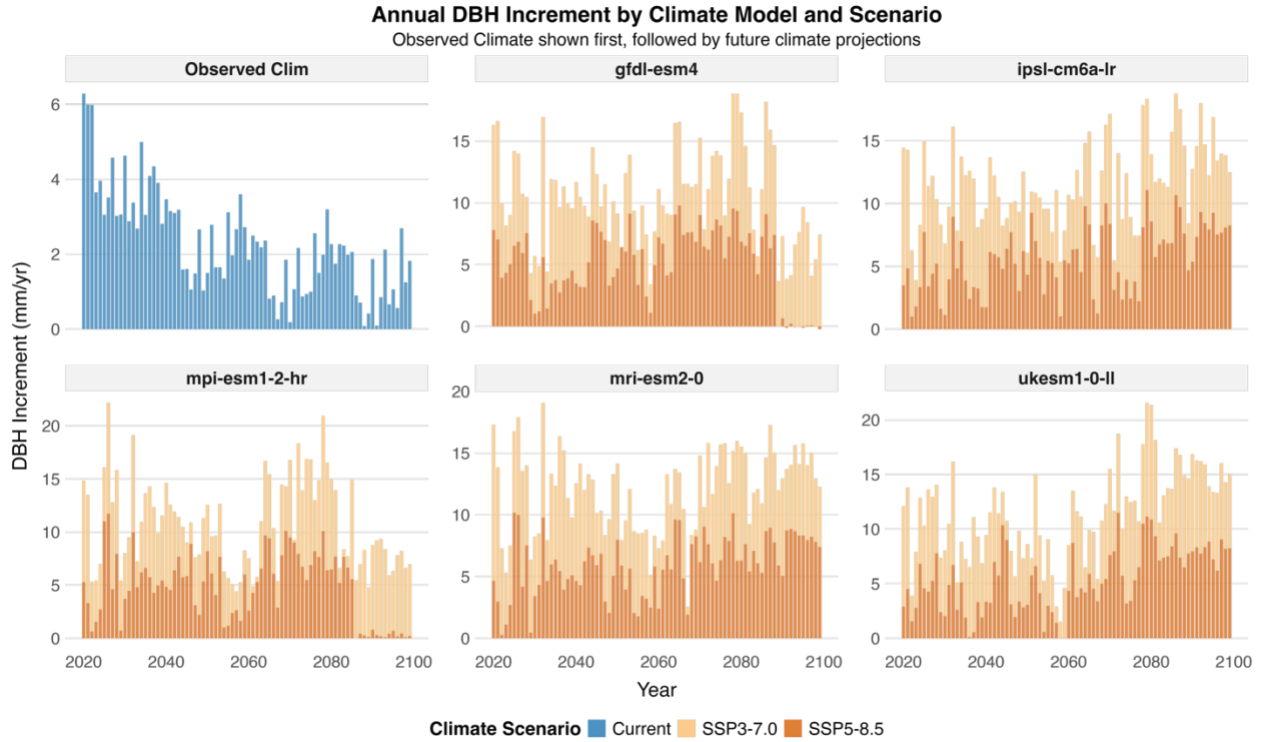 Annual DBH Increment by Climate Model and Scenario
Observed Climate shown first, followed by future climate projections
Observed Clim
gfdl-esm4
ipsl-cm6a-lr
6
4
2
0
15
10
5
0
15
10
5
0
DBH Increment (mm/yr)
mpi-esm1-2-hr
mri-esm2-0
ukesm1-0-ll
20
15
10
5
0
20
15
10
5
0
20
15
10
5
0
2020 2040 2060 2080 2100
2020 2040 2060 2080 2100
2020 2040 2060 2080 2100
Year
Climate Scenario Current SSP3-7.0 SSP5-8.5